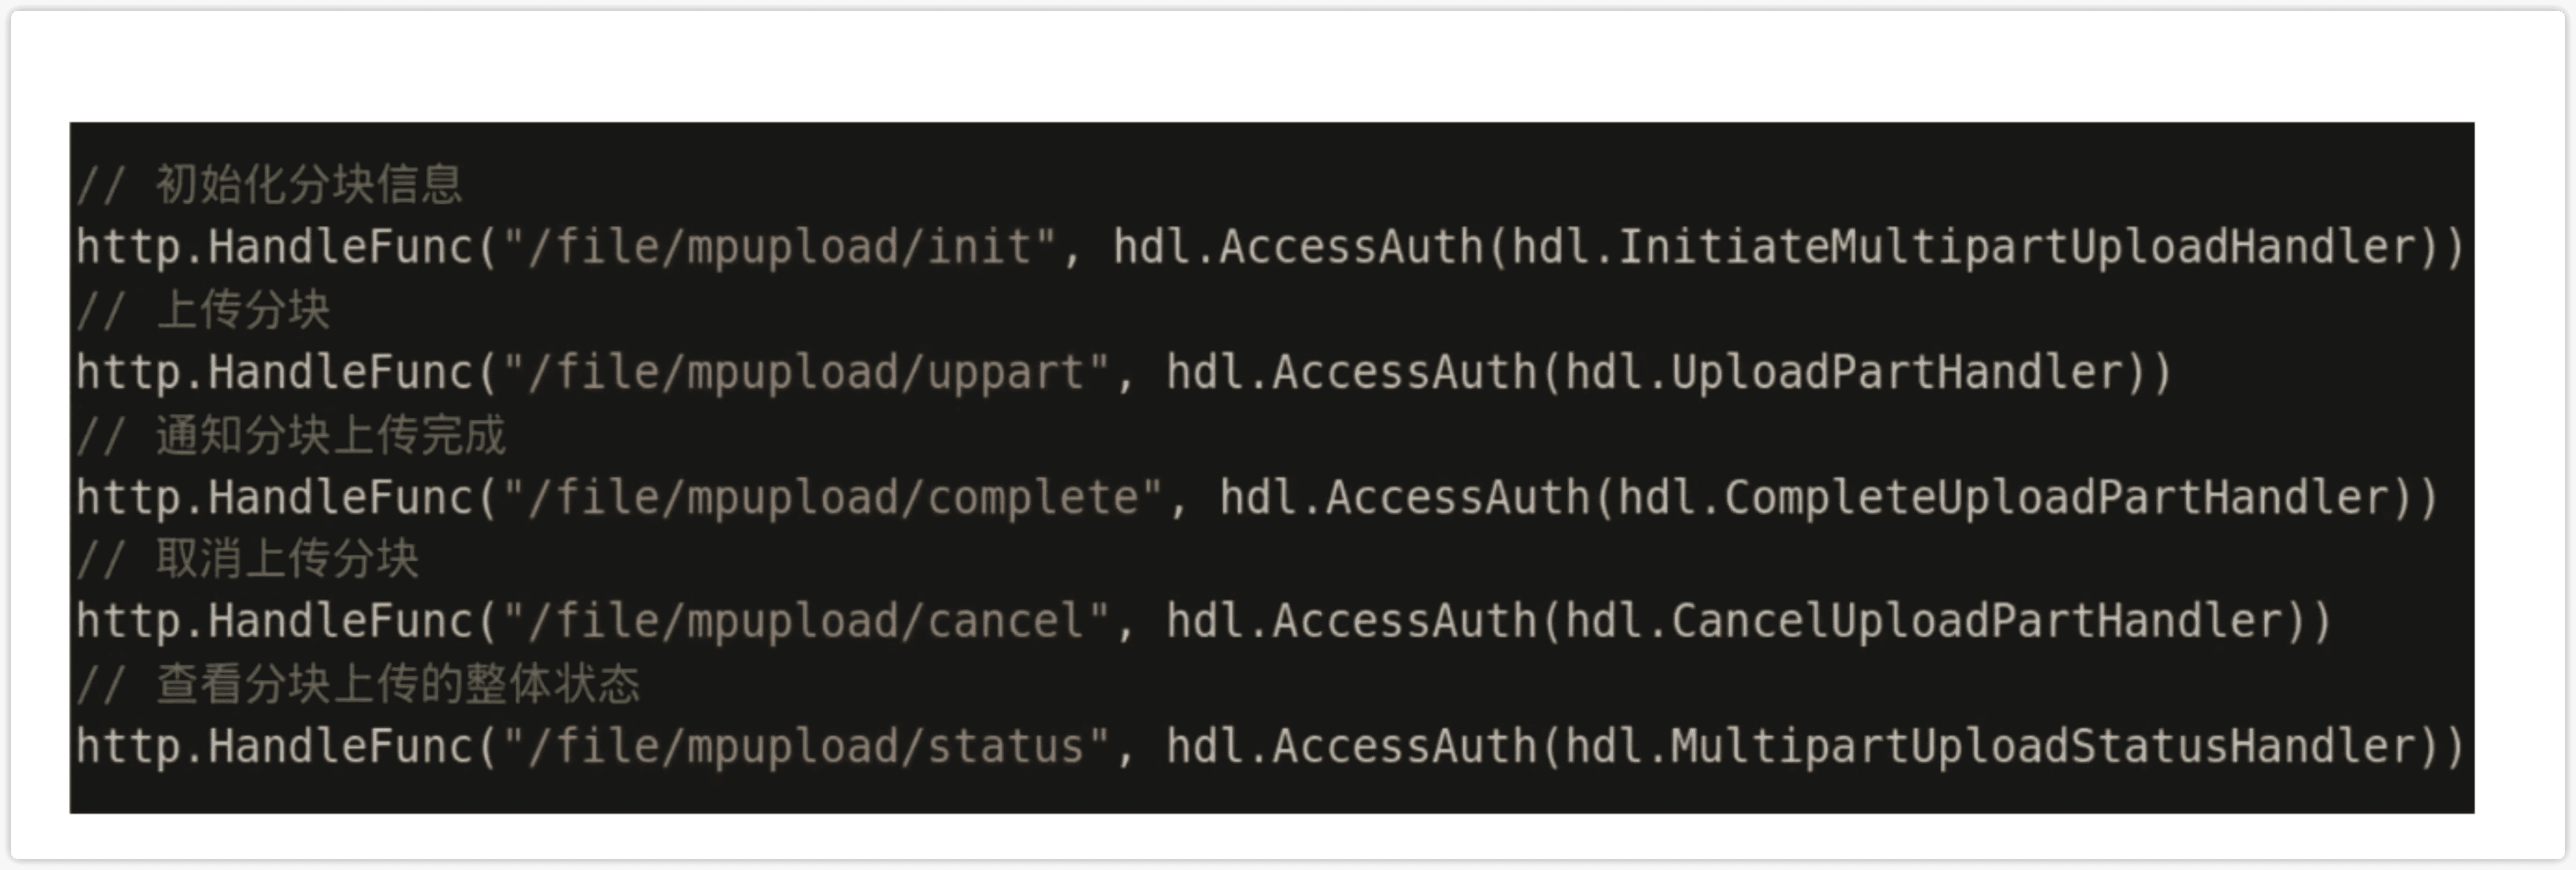 // 初始化分块信息
http.HandleFunc("/file/mpupload/init", hdl.AccessAuth(hdl.InitiateMultipartUploadHandler))
// 上传分块
http.HandleFunc("/file/mpupload/uppart", hdl.AccessAuth(hdl.UploadPartHandler))
// 通知分块上传完成
http.HandleFunc("/file/mpupload/complete", hdl.AccessAuth(hdl.CompleteUploadPartHandler))
// 取消上传分块
http.HandleFunc("/file/mpupload/cancel", hdl.AccessAuth(hdl.CancelUploadPartHandler))
// 查看分块上传的整体状态
http.HandleFunc("/file/mpupload/status", hdl.AccessAuth(hdl.MultipartUploadStatusHandler))